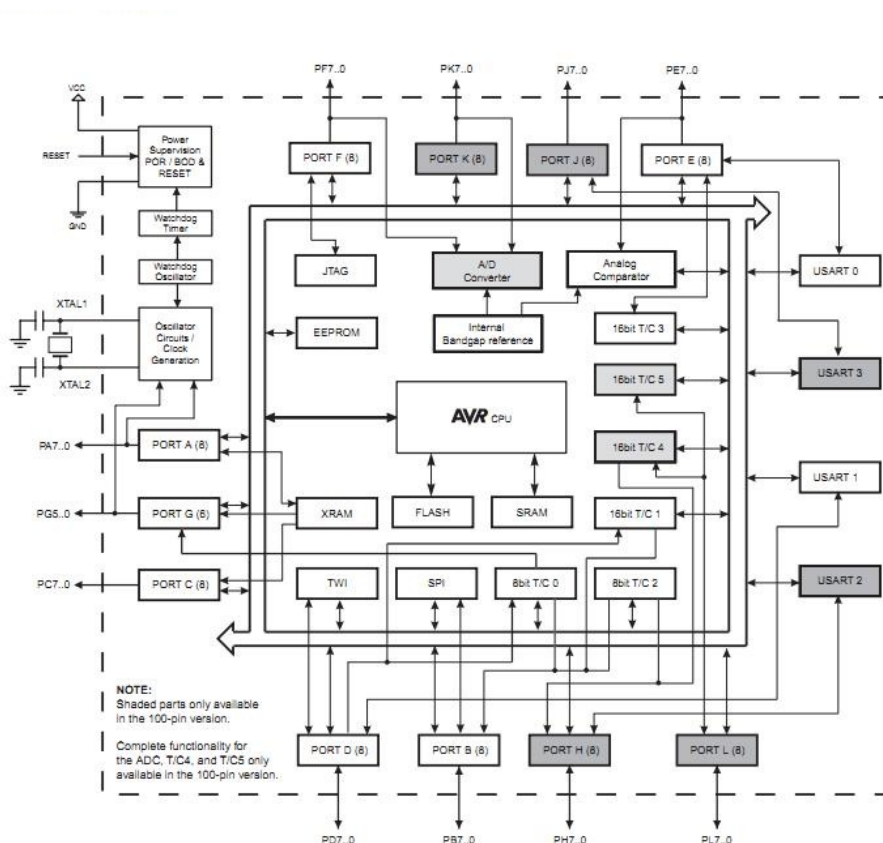 PF7..0
PK7..0
PJ7..0
PE7..0
VCC
RESET
GND
Power
Supervision
POR / BOD &
RESET
PORT F (8)
PORT K (8)
PORT J (8)
PORT E (8)
Watchdog
Timer
Watchdog
Oscillator
JTAG
A/D
Converter
Analog
Comparator
USART 0
XTAL1
XTAL2
Oscillator
Circuits /
Clock
Generation
EEPROM
Internal
Bandgap reference
16bit T/C 3
16bit T/C 5
USART 3
AVR CPU
PA7..0
PORT A (8)
16bit T/C 4
USART 1
PG5..0
PORT G (6)
XRAM
FLASH
SRAM
16bit T/C 1
PC7..0
PORT C (8)
TWI
SPI
8bit T/C 0
8bit T/C 2
USART 2
NOTE:
Shaded parts only available
in the 100-pin version.
Complete functionality for
the ADC, T/C4, and T/C5 only
available in the 100-pin version.
PORT D (8)
PORT B (8)
PORT H (8)
PORT L (8)
PD7..0
PB7..0
PH7..0
PL7..0